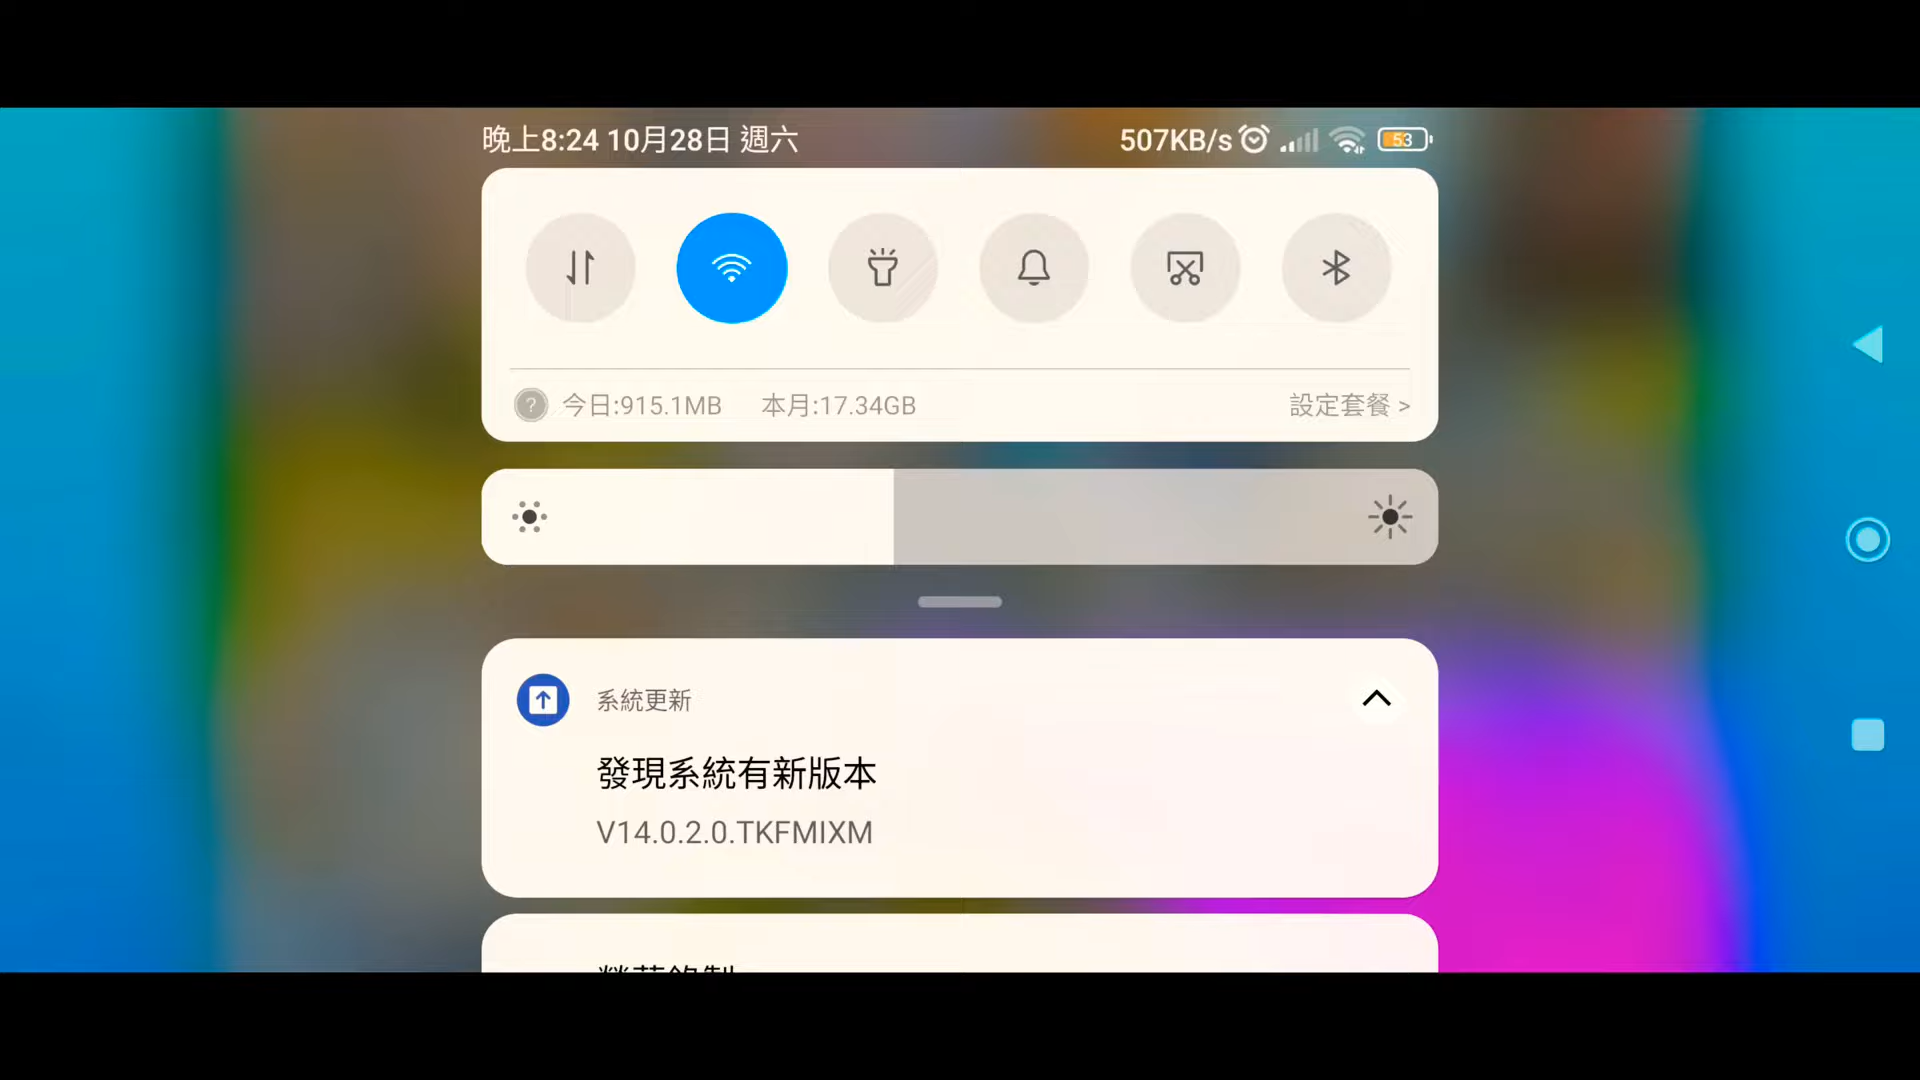 晚上8:24 10月28日 週六
507KB/s 53
? 今日:915.1MB 本月:17.34GB 設定套餐 >
系統更新
發現系統有新版本
V14.0.2.0.TKFMIXM